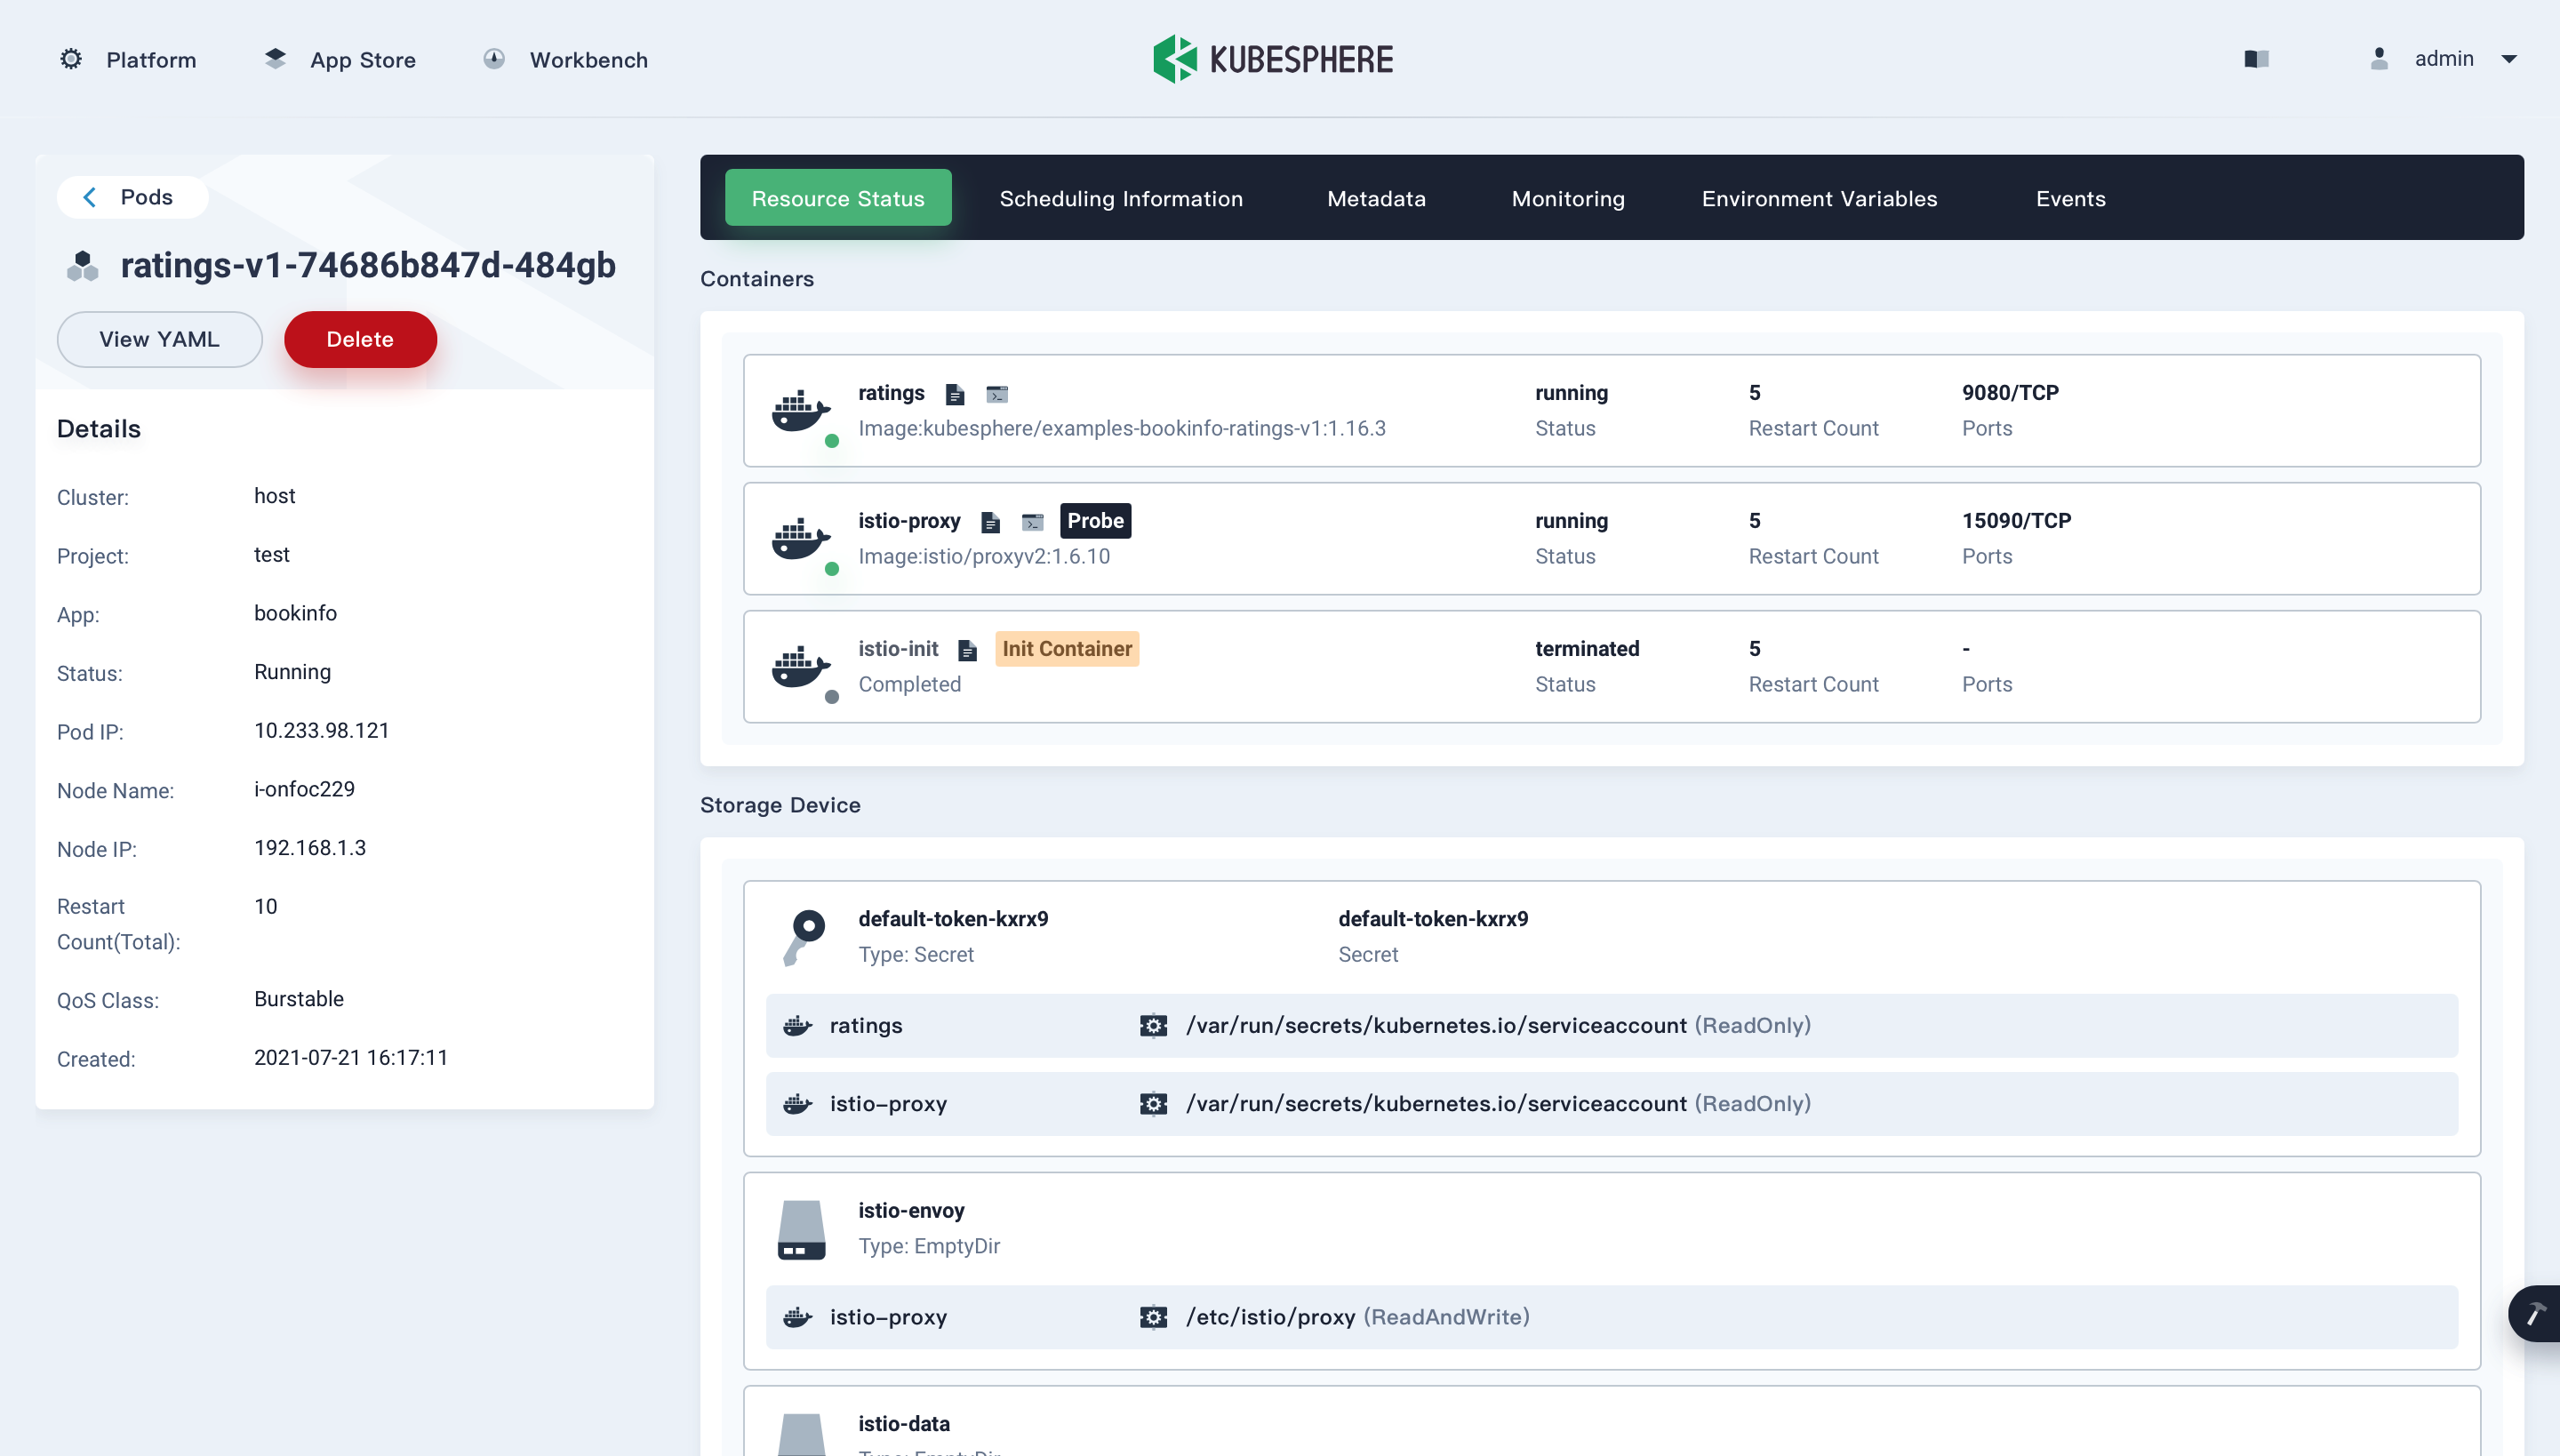 Platform
App Store
Workbench
KUBESPHERE
admin
Pods
ratings-v1-74686b847d-484gb
View YAML
Delete
Details
Cluster: host
Project: test
App: bookinfo
Status: Running
Pod IP: 10.233.98.121
Node Name: i-onfoc229
Node IP: 192.168.1.3
Restart 10
Count(Total):
QoS Class: Burstable
Created: 2021-07-21 16:17:11
Resource Status
Scheduling Information
Metadata
Monitoring
Environment Variables
Events
Containers
ratings running 5 9080/TCP
Image:kubesphere/examples-bookinfo-ratings-v1:1.16.3 Status Restart Count Ports
istio-proxy Probe running 5 15090/TCP
Image:istio/proxyv2:1.6.10 Status Restart Count Ports
istio-init Init Container terminated 5 -
Completed Status Restart Count Ports
Storage Device
default-token-kxrx9 default-token-kxrx9
Type: Secret Secret
ratings /var/run/secrets/kubernetes.io/serviceaccount (ReadOnly)
istio-proxy /var/run/secrets/kubernetes.io/serviceaccount (ReadOnly)
istio-envoy
Type: EmptyDir
istio-proxy /etc/istio/proxy (ReadAndWrite)
istio-data
Type: EmptyDir